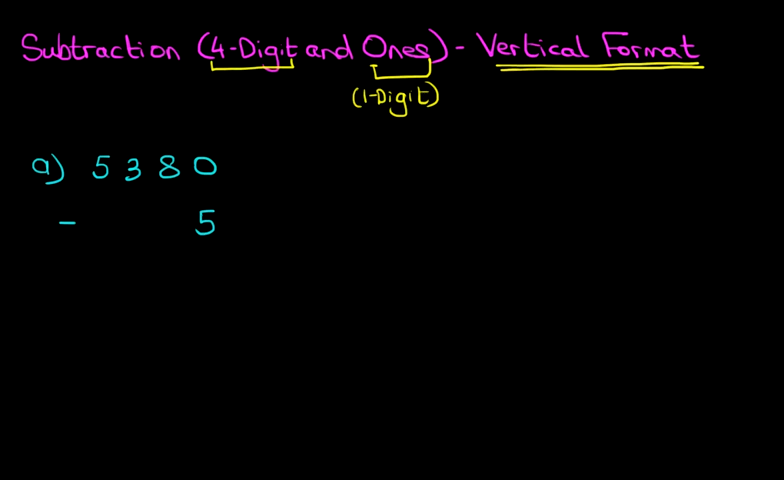 Subtraction (4-Digit and Ones) - Vertical Format
(1-Digit)
a) 5 3 8 0
- 5